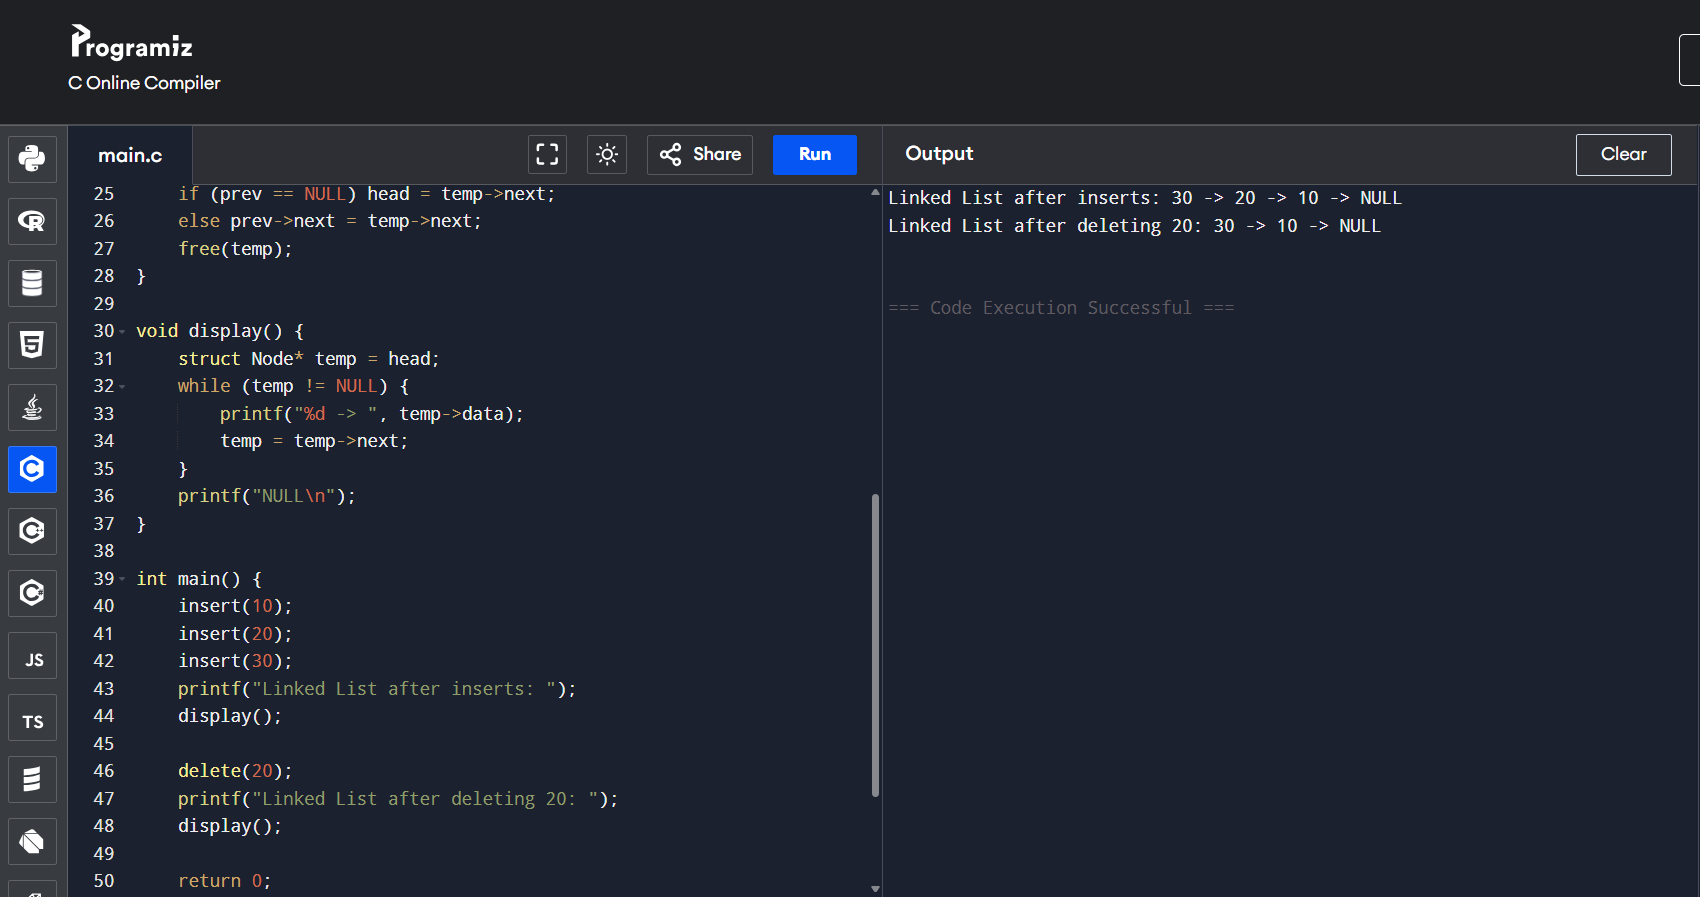 Programiz
C Online Compiler
main.c
Share
Run
Output
Clear
25 if (prev == NULL) head = temp->next;
26 else prev->next = temp->next;
27 free(temp);
28 }
29
30 void display() {
31 struct Node* temp = head;
32 while (temp != NULL) {
33 printf("%d -> ", temp->data);
34 temp = temp->next;
35 }
36 printf("NULL\n");
37 }
38
39 int main() {
40 insert(10);
41 insert(20);
42 insert(30);
43 printf("Linked List after inserts: ");
44 display();
45
46 delete(20);
47 printf("Linked List after deleting 20: ");
48 display();
49
50 return 0;
Linked List after inserts: 30 -> 20 -> 10 -> NULL
Linked List after deleting 20: 30 -> 10 -> NULL
=== Code Execution Successful ===
R
5
C
C++
C#
JS
TS